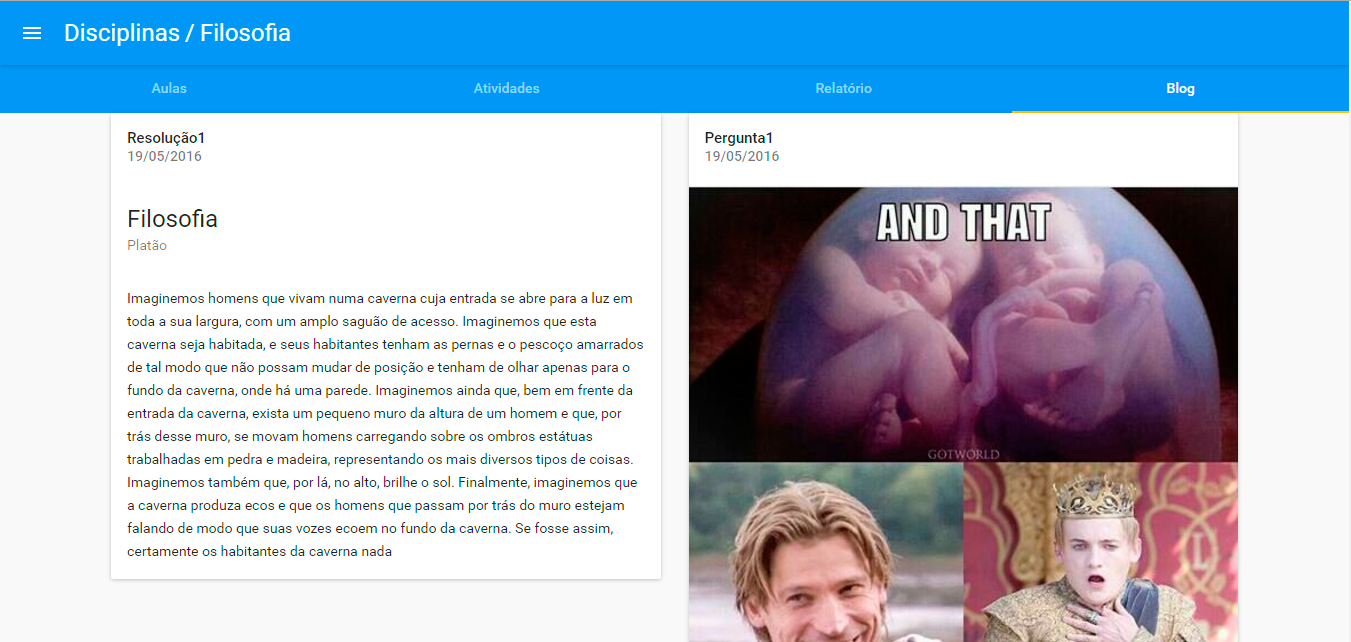 Disciplinas / Filosofia
Aulas
Atividades
Relatório
Blog
Resolução1
19/05/2016
Filosofia
Platão
Imaginemos homens que vivam numa caverna cuja entrada se abre para a luz em
toda a sua largura, com um amplo saguão de acesso. Imaginemos que esta
caverna seja habitada, e seus habitantes tenham as pernas e o pescoço amarrados
de tal modo que não possam mudar de posição e tenham de olhar apenas para o
fundo da caverna, onde há uma parede. Imaginemos ainda que, bem em frente da
entrada da caverna, exista um pequeno muro da altura de um homem e que, por
trás desse muro, se movam homens carregando sobre os ombros estátuas
trabalhadas em pedra e madeira, representando os mais diversos tipos de coisas.
Imaginemos também que, por lá, no alto, brilhe o sol. Finalmente, imaginemos que
a caverna produza ecos e que os homens que passam por trás do muro estejam
falando de modo que suas vozes ecoem no fundo da caverna. Se fosse assim,
certamente os habitantes da caverna nada
Pergunta1
19/05/2016
AND THAT
GOTWORLD